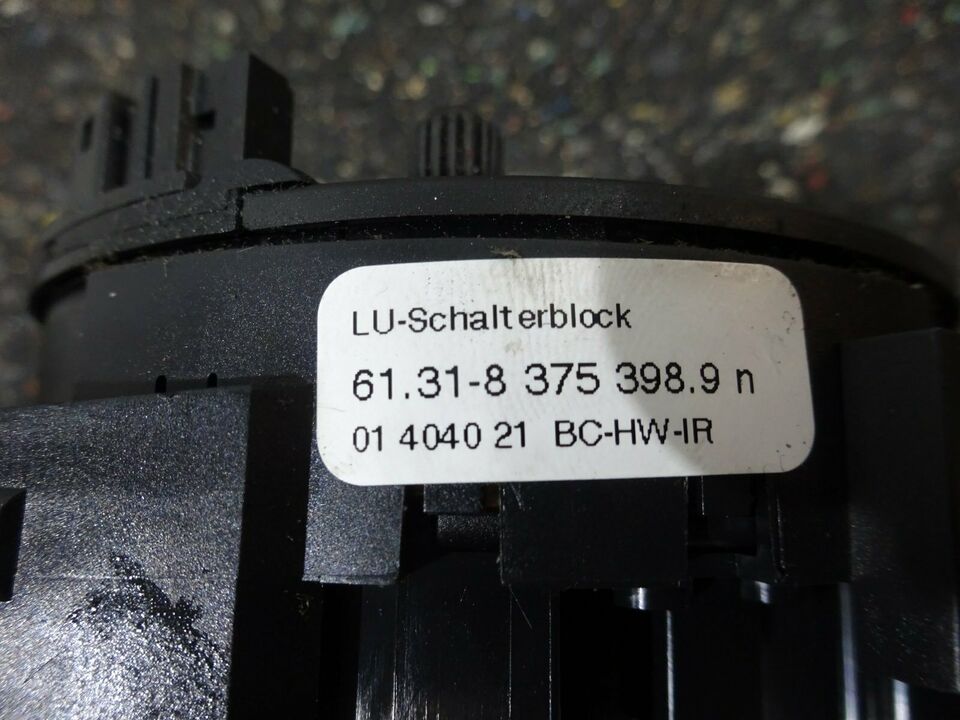 LU-Schalterblock
61.31-8 375 398.9 n
01 4040 21 BC-HW-IR